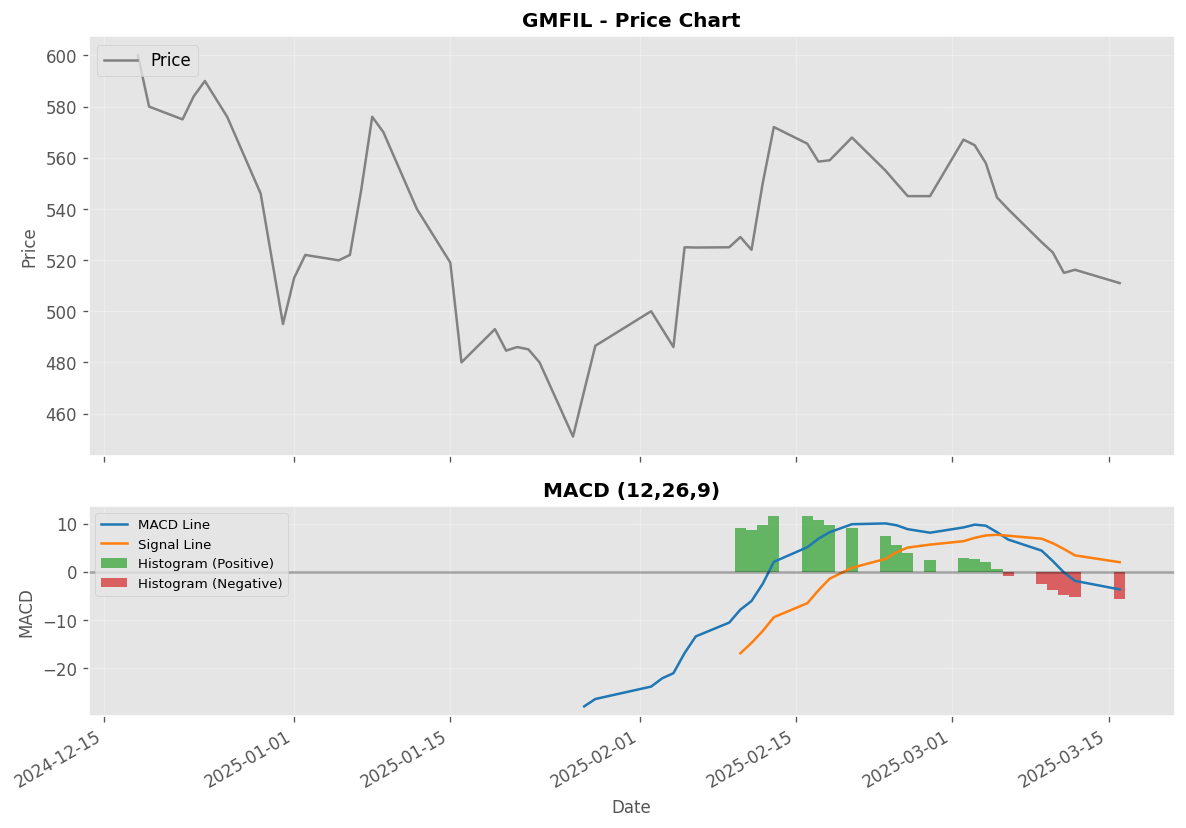 GMFIL - Price Chart
Price
600
580
560
540
520
500
480
460
Price
MACD (12,26,9)
MACD Line
Signal Line
Histogram (Positive)
Histogram (Negative)
10
0
−10
−20
MACD
2024-12-15
2025-01-01
2025-01-15
2025-02-01
2025-02-15
2025-03-01
2025-03-15
Date